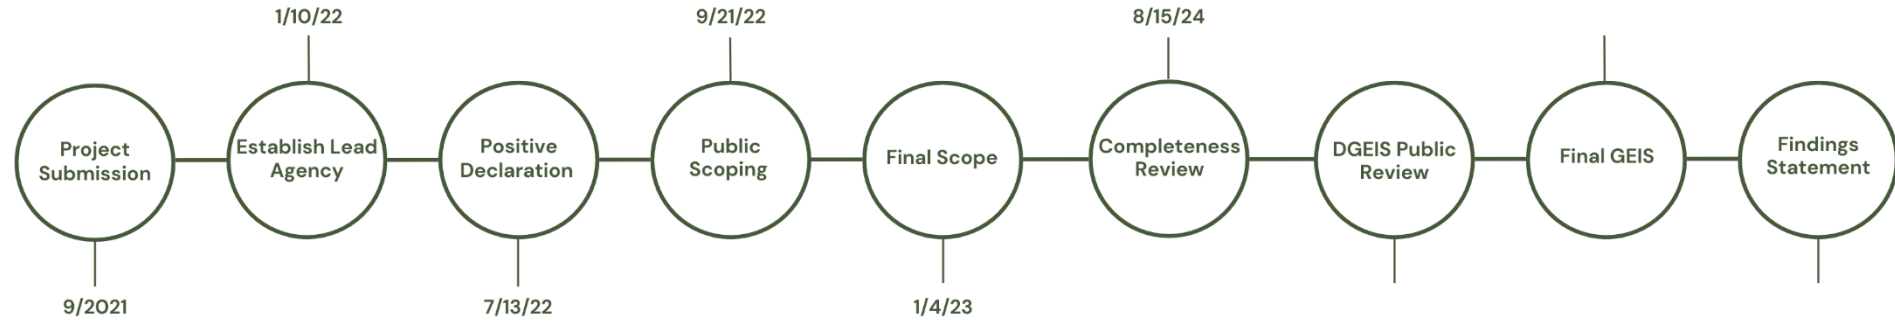 1/10/22
9/21/22
8/15/24
Project
Submission
Establish Lead
Agency
Positive
Declaration
Public
Scoping
Final Scope
Completeness
Review
DGEIS Public
Review
Final GEIS
Findings
Statement
9/2021
7/13/22
1/4/23